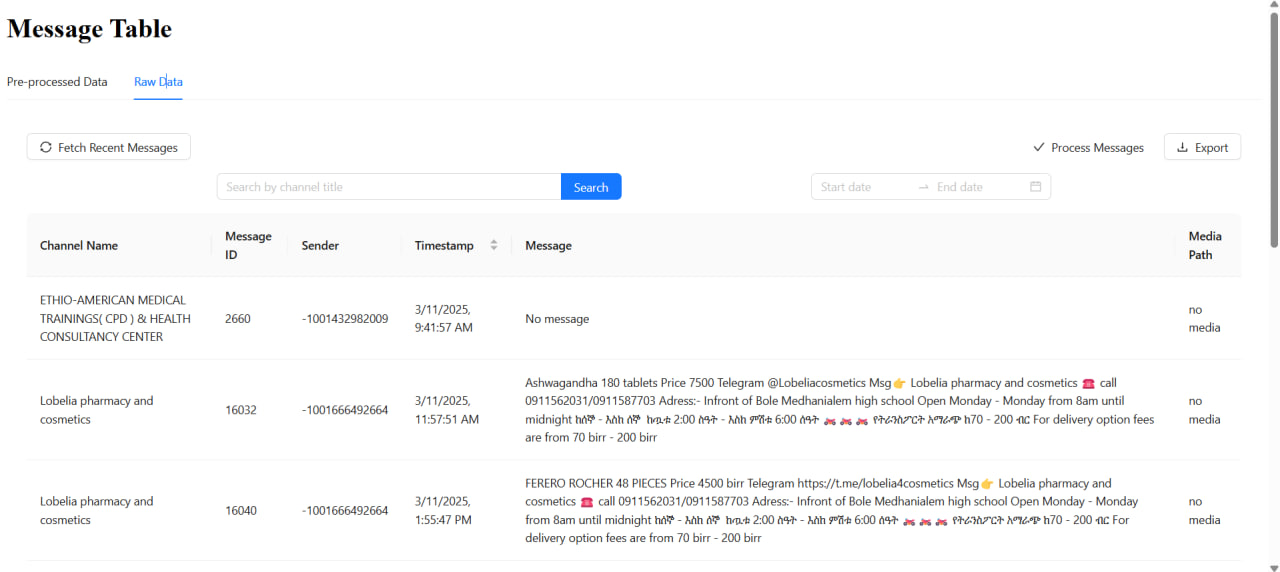 Message Table
Pre-processed Data
Raw Data
Fetch Recent Messages
Process Messages
Export
Search by channel title
Search
Start date
End date
Channel Name
Message
ID
Sender
Timestamp
Message
Media
Path
ETHIO-AMERICAN MEDICAL
TRAININGS( CPD ) & HEALTH
CONSULTANCY CENTER
2660
-1001432982009
3/11/2025,
9:41:57 AM
No message
no
media
Lobelia pharmacy and
cosmetics
16032
-1001666492664
3/11/2025,
11:57:51 AM
Ashwagandha 180 tablets Price 7500 Telegram @Lobeliacosmetics Msg👉 Lobelia pharmacy and cosmetics ☎️ call
0911562031/0911587703 Adress:- Infront of Bole Medhanialem high school Open Monday - Monday from 8am until
midnight ከሰኞ - እስከ ሰኞ ከጧቱ 2:00 ሰዓት - እስከ ምሽቱ 6:00 ሰዓት 🛵 🛵 🛵 የትራንስፖርት አማራጭ ከ70 - 200 ብር For delivery option fees
are from 70 birr - 200 birr
no
media
Lobelia pharmacy and
cosmetics
16040
-1001666492664
3/11/2025,
1:55:47 PM
FERERO ROCHER 48 PIECES Price 4500 birr Telegram https://t.me/lobelia4cosmetics Msg👉 Lobelia pharmacy and
cosmetics ☎️ call 0911562031/0911587703 Adress:- Infront of Bole Medhanialem high school Open Monday - Monday
from 8am until midnight ከሰኞ - እስከ ሰኞ ከጧቱ 2:00 ሰዓት - እስከ ምሽቱ 6:00 ሰዓት 🛵 🛵 🛵 የትራንስፖርት አማራጭ ከ70 - 200 ብር For
delivery option fees are from 70 birr - 200 birr
no
media